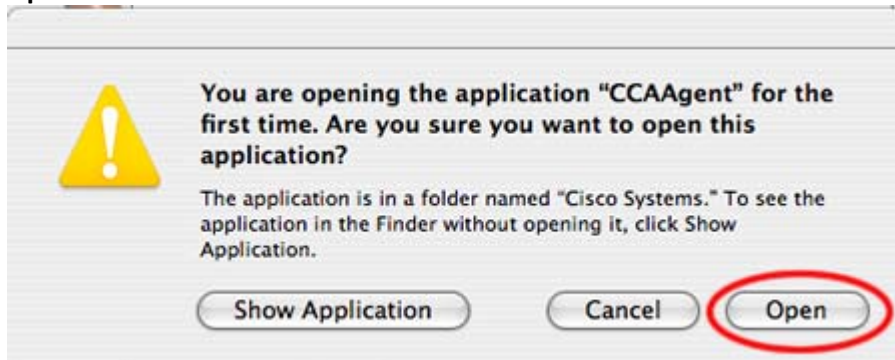 You are opening the application “CCAAgent” for the
first time. Are you sure you want to open this
application?
The application is in a folder named “Cisco Systems.” To see the
application in the Finder without opening it, click Show
Application.
Show Application
Cancel
Open